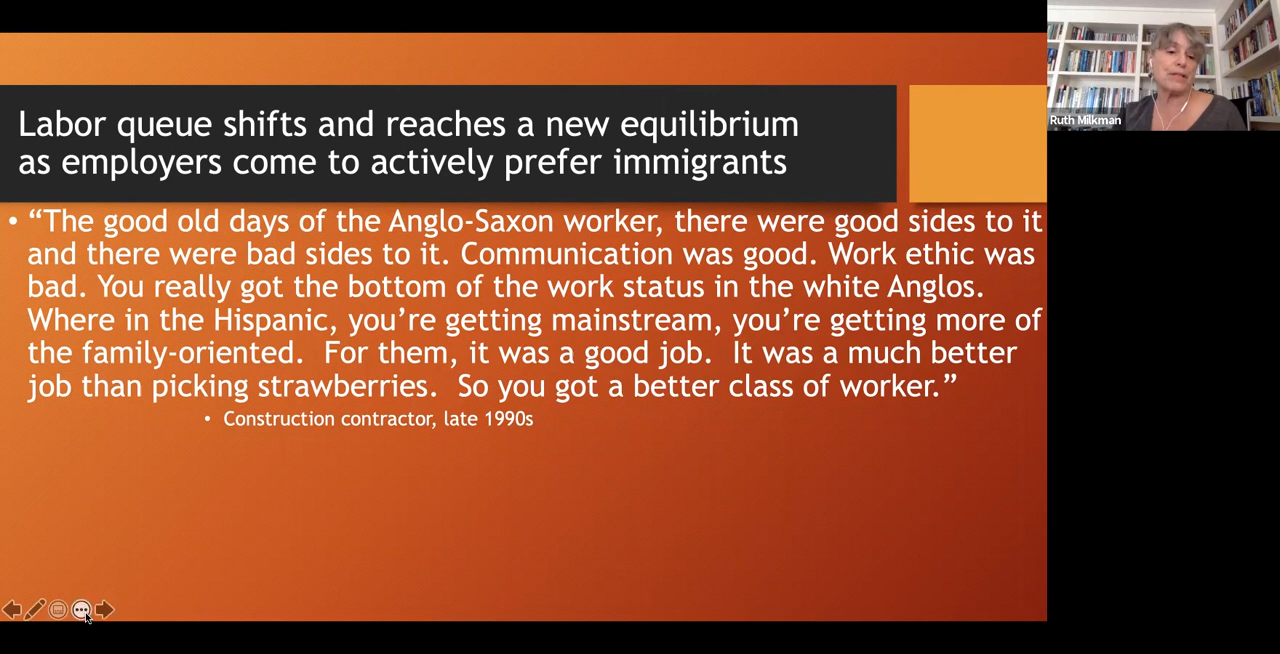 Labor queue shifts and reaches a new equilibrium
as employers come to actively prefer immigrants
• “The good old days of the Anglo-Saxon worker, there were good sides to it
and there were bad sides to it. Communication was good. Work ethic was
bad. You really got the bottom of the work status in the white Anglos.
Where in the Hispanic, you’re getting mainstream, you’re getting more of
the family-oriented.  For them, it was a good job.  It was a much better
job than picking strawberries.  So you got a better class of worker.”
• Construction contractor, late 1990s
Ruth Milkman